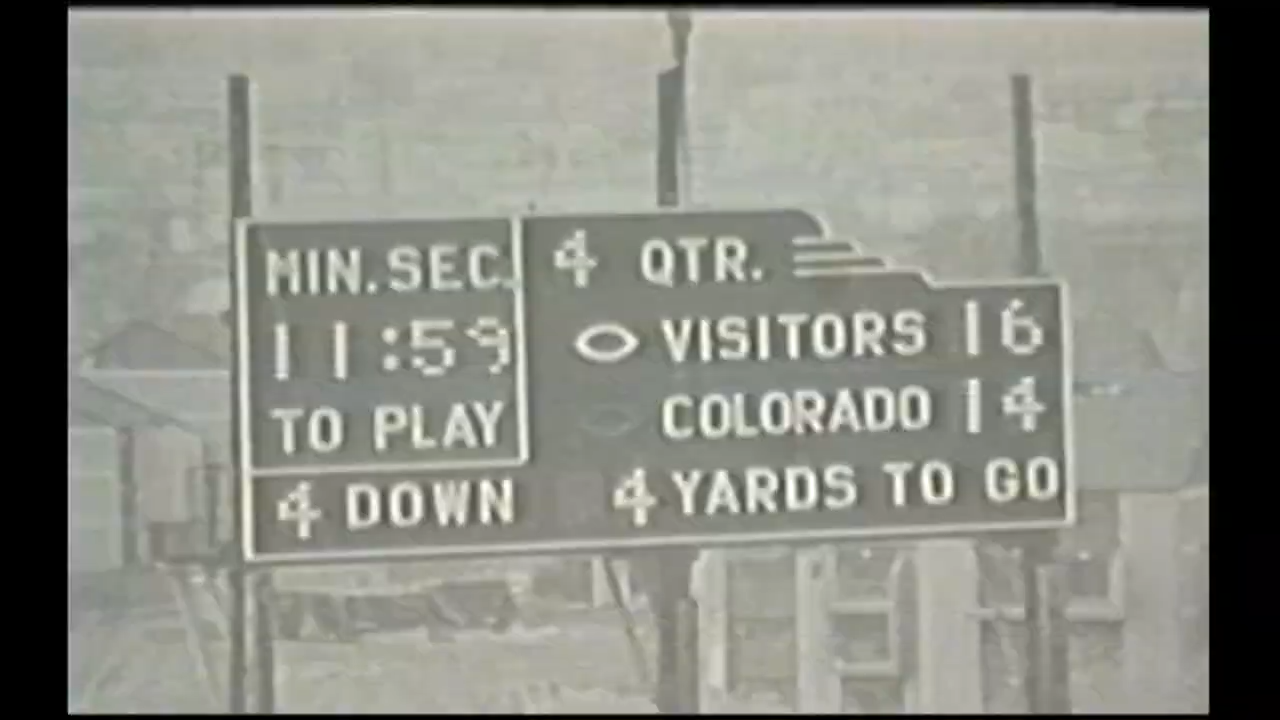 MIN. SEC.
11:59
TO PLAY
4 DOWN
4 QTR.
VISITORS 16
COLORADO 14
4 YARDS TO GO